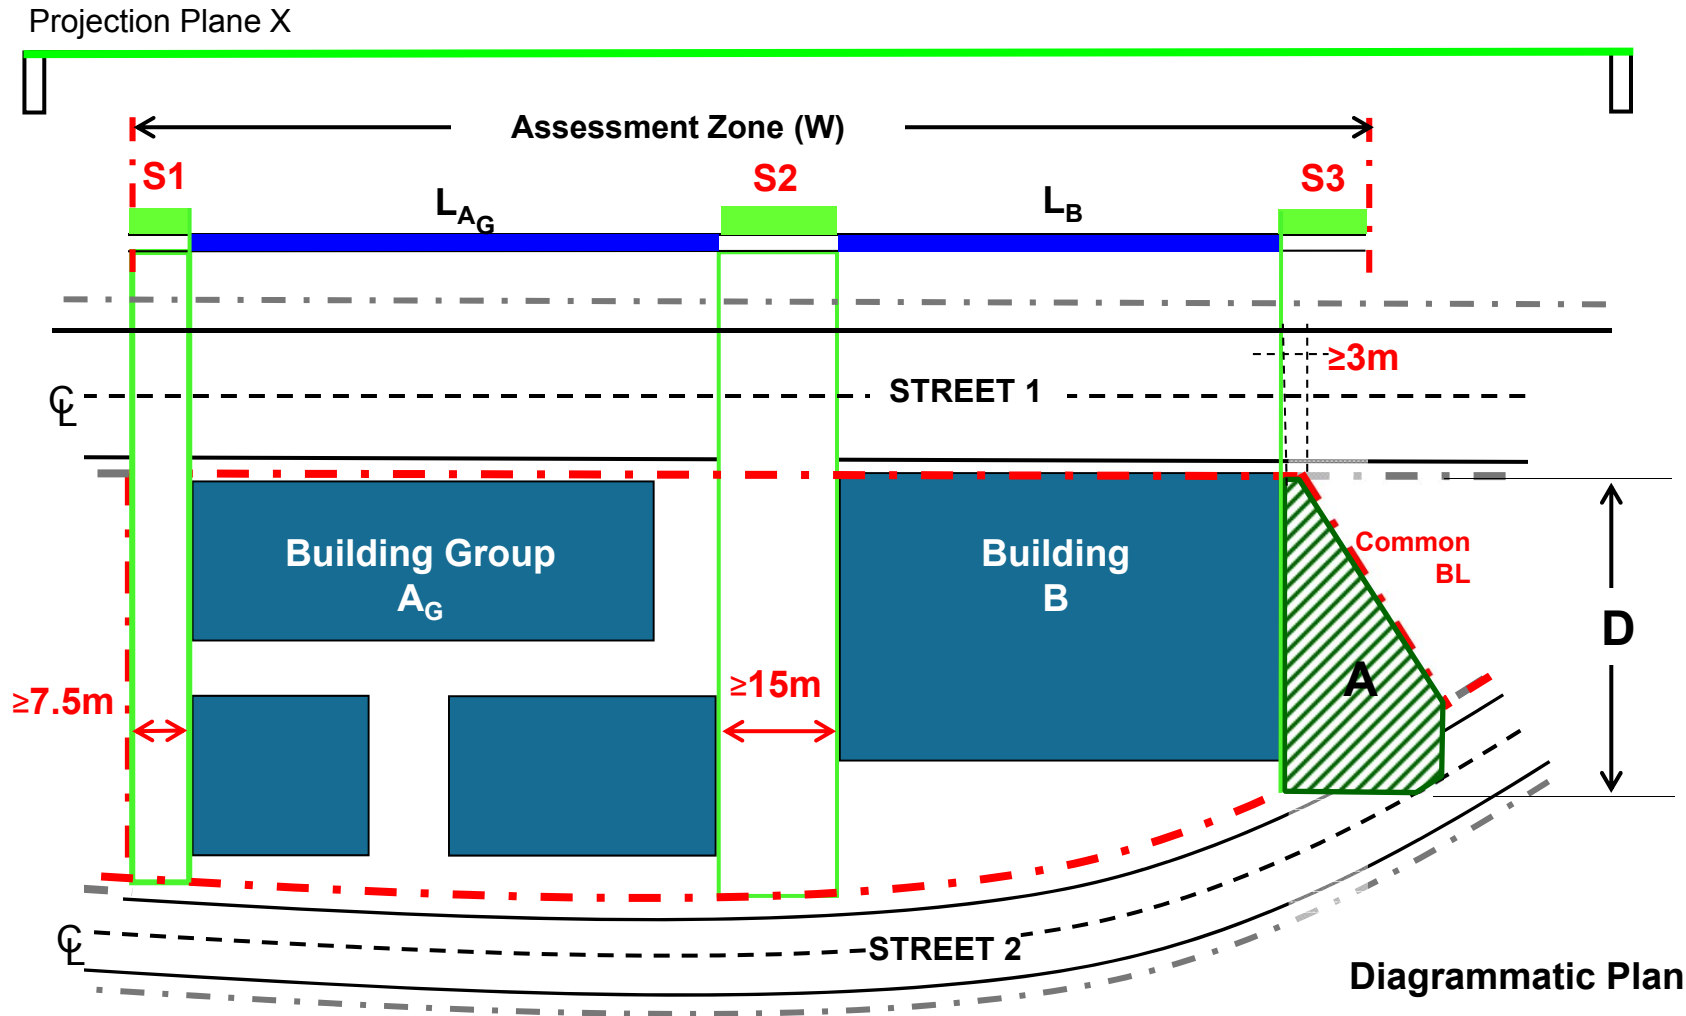 Projection Plane X
Assessment Zone (W)
S1
S2
S3
LAG
LB
≥3m
STREET 1
℄
Building Group
AG
Building
B
Common
BL
D
A
≥7.5m
≥15m
STREET 2
℄
Diagrammatic Plan